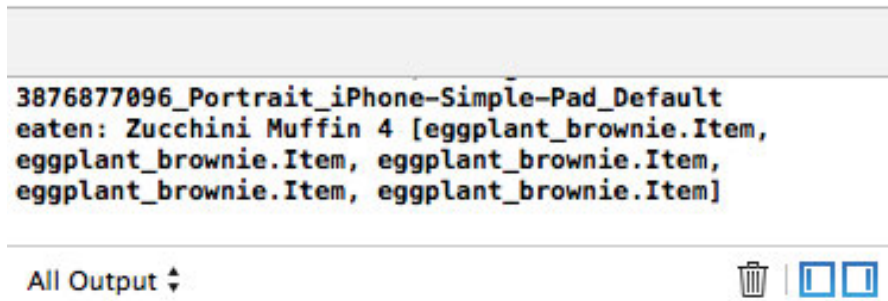 3876877096_Portrait_iPhone-Simple-Pad_Default
eaten: Zucchini Muffin 4 [eggplant_brownie.Item,
eggplant_brownie.Item, eggplant_brownie.Item,
eggplant_brownie.Item, eggplant_brownie.Item]
All Output